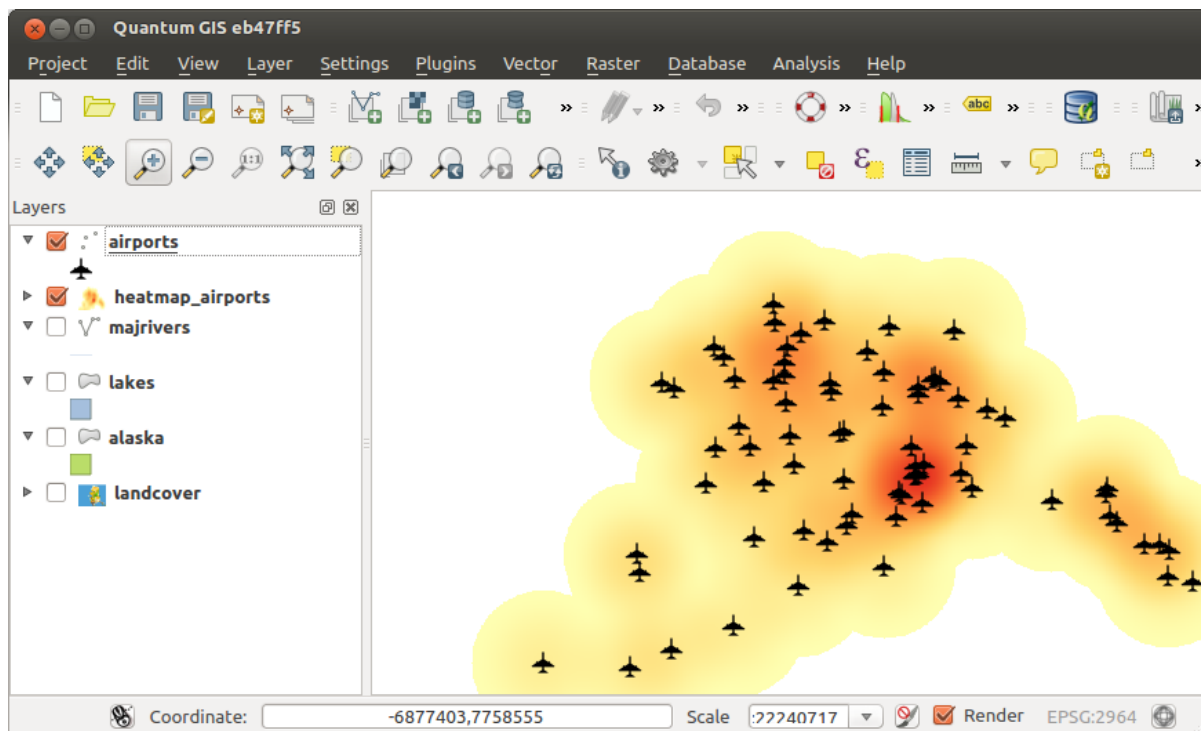 Quantum GIS eb47ff5
Project Edit View Layer Settings Plugins Vector Raster Database Analysis Help
abc
1:1
Layers
airports
heatmap_airports
majrivers
lakes
alaska
landcover
Coordinate: -6877403,7758555 Scale :22240717 Render EPSG:2964